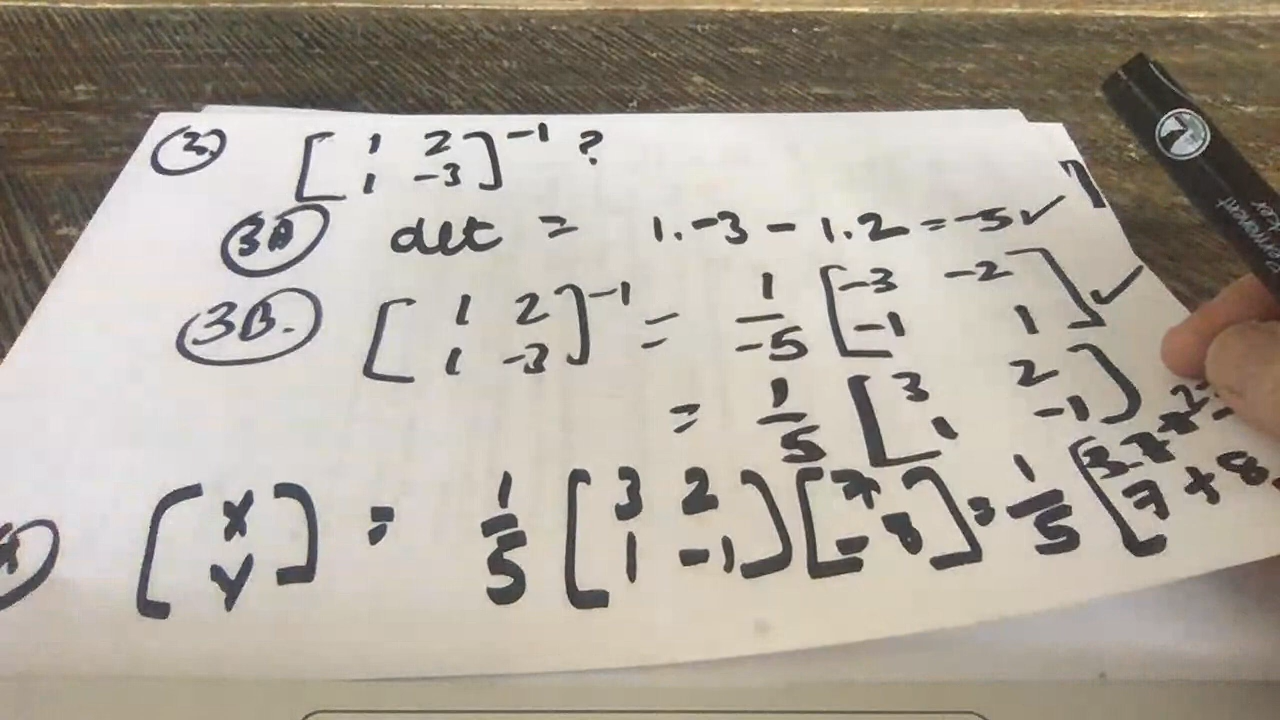 3. [ 1 2 ]⁻¹ ?
1 -3
3A det = 1.-3 - 1.2 = -5 ✓
3B. [ 1 2 ]⁻¹ = 1/-5 [ -3 -2 ] ✓
1 -3 -1 1
= 1/5 [ 3 2 ]
1 -1
[ x ] = 1/5 [ 3 2 ] [ 7 ] = 1/5 [ 3.7
y 1 -1 -8 7 + 8